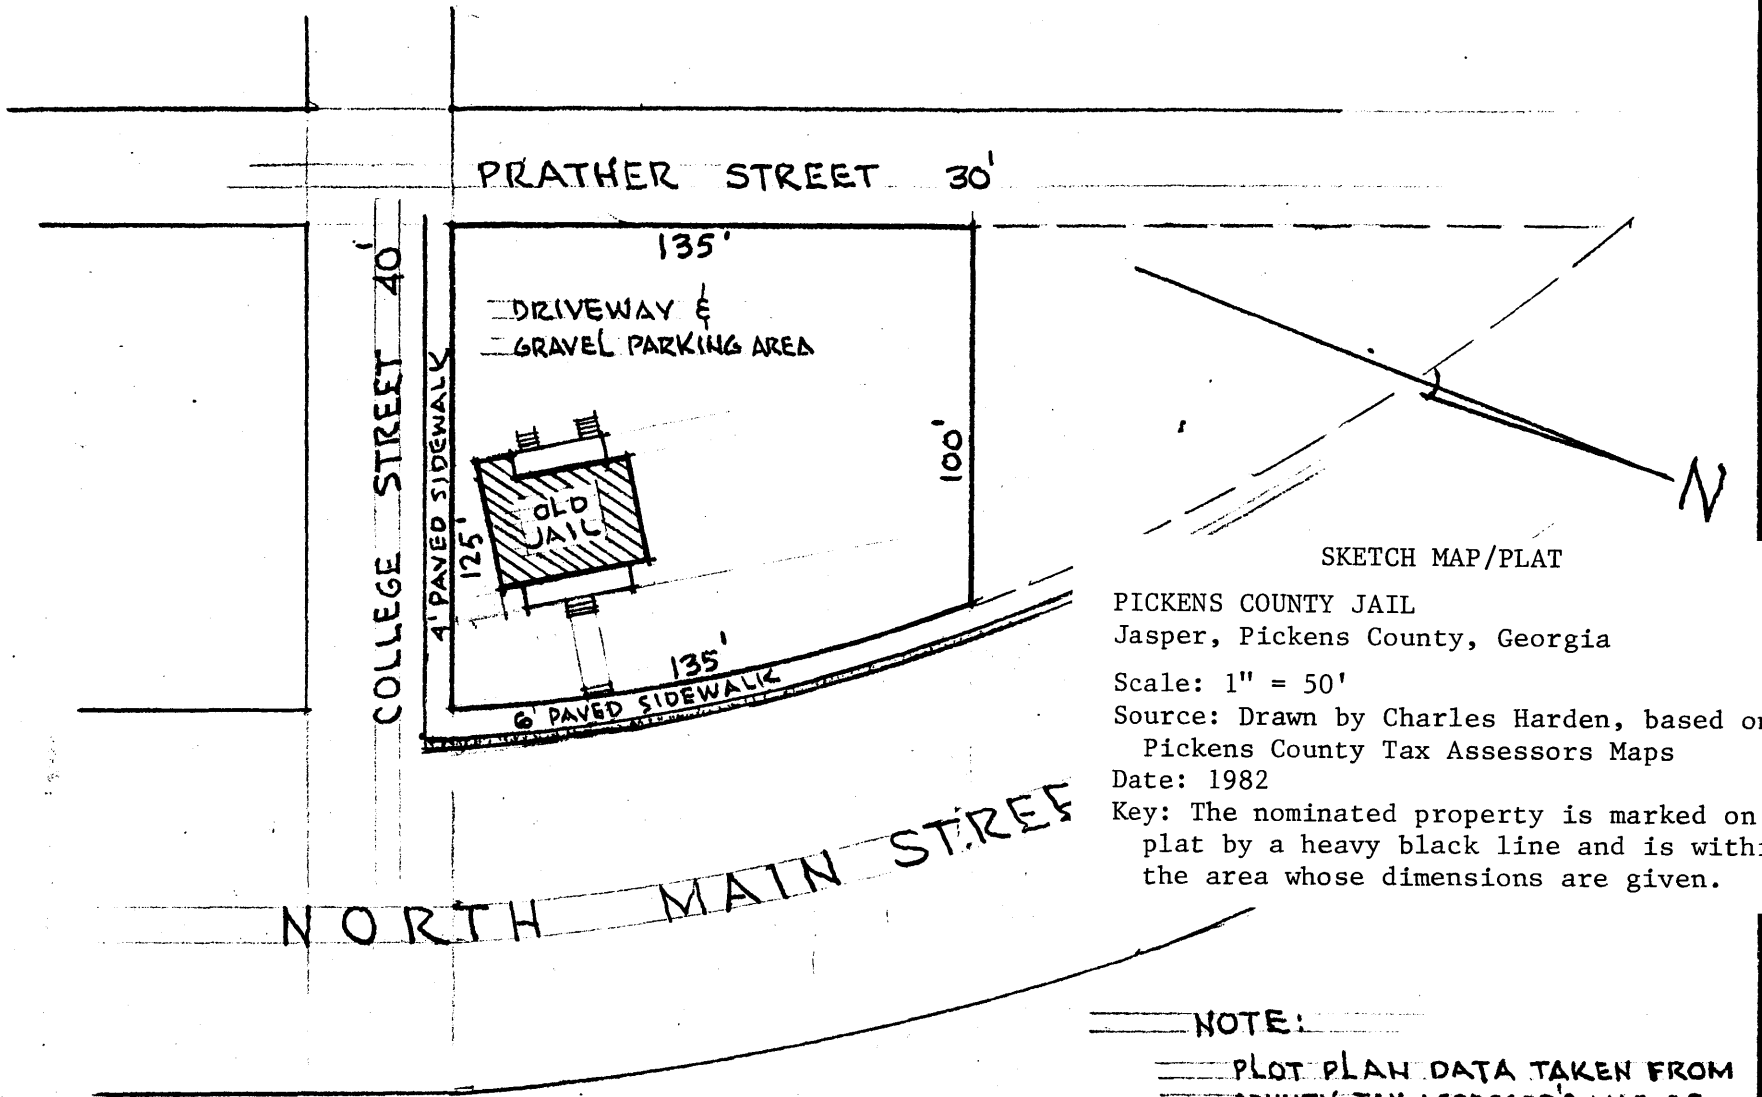 PRATHER STREET 30'
135'
DRIVEWAY &
GRAVEL PARKING AREA
COLLEGE STREET 40'
4' PAVED SIDEWALK
125'
100'
OLD
JAIL
135'
6' PAVED SIDEWALK
NORTH MAIN STREE
N
SKETCH MAP/PLAT
PICKENS COUNTY JAIL
Jasper, Pickens County, Georgia
Scale: 1" = 50'
Source: Drawn by Charles Harden, based on
Pickens County Tax Assessors Maps
Date: 1982
Key: The nominated property is marked on
plat by a heavy black line and is with
the area whose dimensions are given.
NOTE:
PLOT PLAN DATA TAKEN FROM